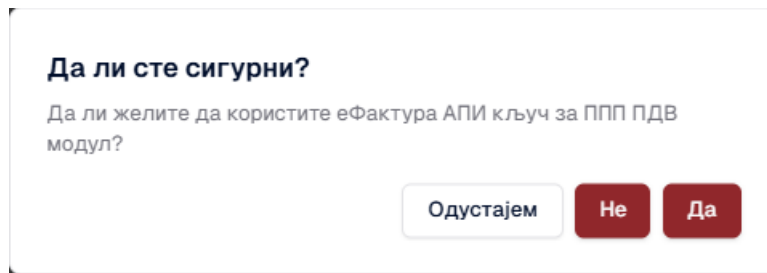 Да ли сте сигурни?
Да ли желите да користите еФактура АПИ кључ за ППП ПДВ
модул?
Одустајем Не Да